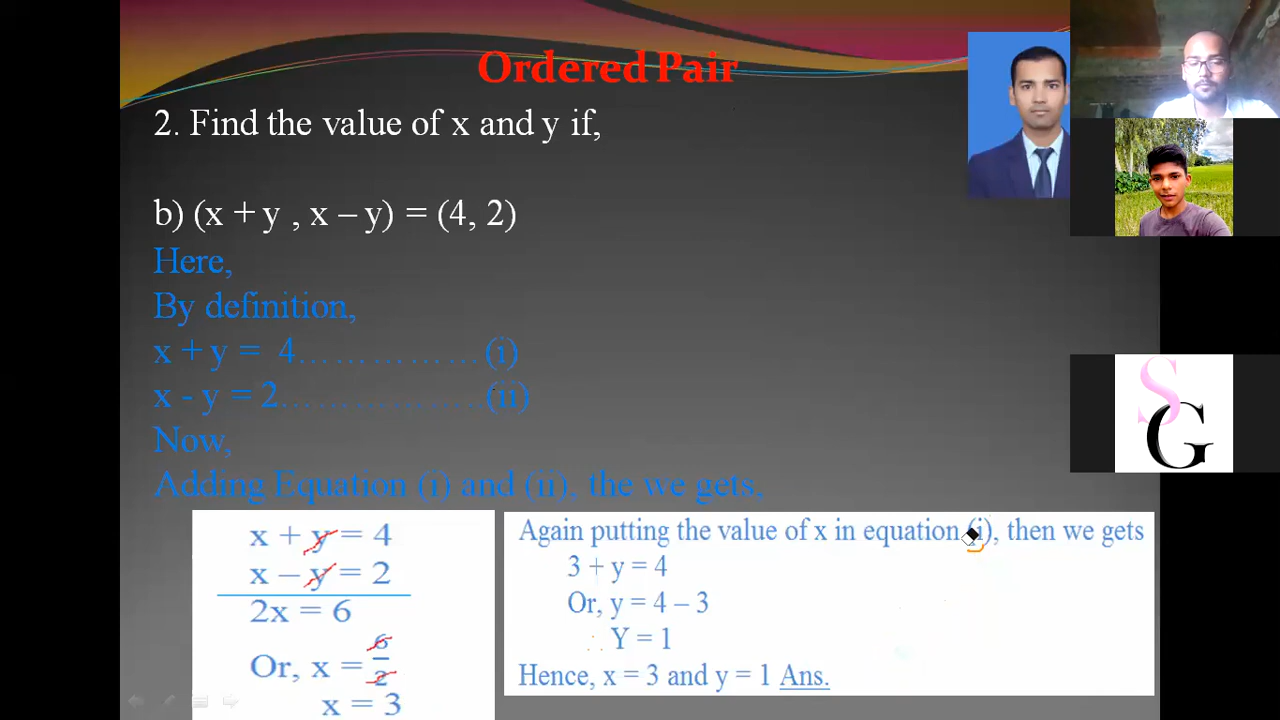 Ordered Pair
2. Find the value of x and y if,
b) (x + y , x – y) = (4, 2)
Here,
By definition,
x + y = 4……………(i)
x - y = 2………………(ii)
Now,
Adding Equation (i) and (ii), the we gets,
x + y = 4
x – y = 2
2x = 6
Or, x = 6/2
x = 3
Again putting the value of x in equation (i), then we gets
3 + y = 4
Or, y = 4 – 3
∴ Y = 1
Hence, x = 3 and y = 1 Ans.
S
G